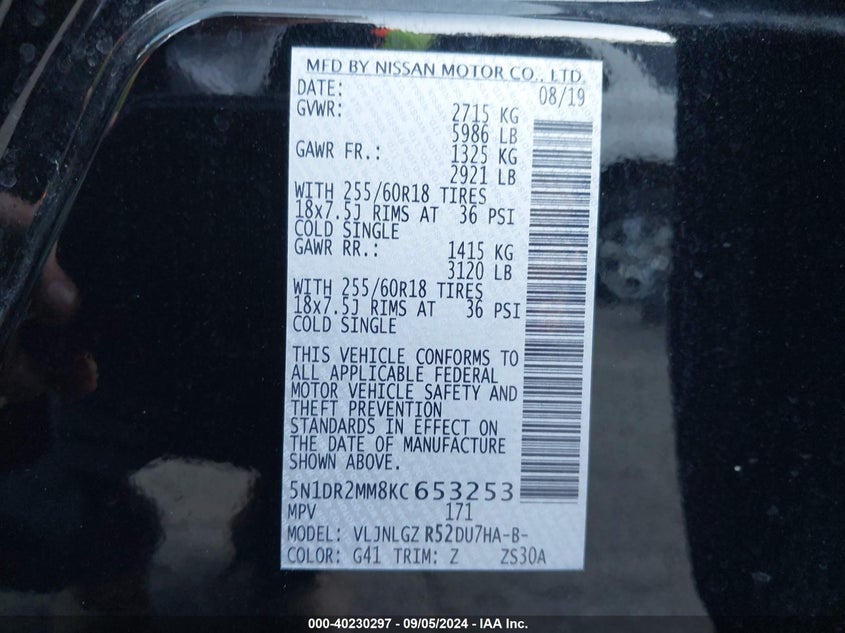 MFD BY NISSAN MOTOR CO., LTD.
DATE: 08/19
GVWR: 2715 KG
5986 LB
GAWR FR.: 1325 KG
2921 LB
WITH 255/60R18 TIRES
18x7.5J RIMS AT 36 PSI
COLD SINGLE
GAWR RR.: 1415 KG
3120 LB
WITH 255/60R18 TIRES
18x7.5J RIMS AT 36 PSI
COLD SINGLE
THIS VEHICLE CONFORMS TO
ALL APPLICABLE FEDERAL
MOTOR VEHICLE SAFETY AND
THEFT PREVENTION
STANDARDS IN EFFECT ON
THE DATE OF MANUFACTURE
SHOWN ABOVE.
5N1DR2MM8KC653253
MPV 171
MODEL: VLJNLGZ R52DU7HA-B-
COLOR: G41 TRIM: Z ZS30A
000-40230297 - 09/05/2024 - IAA Inc.